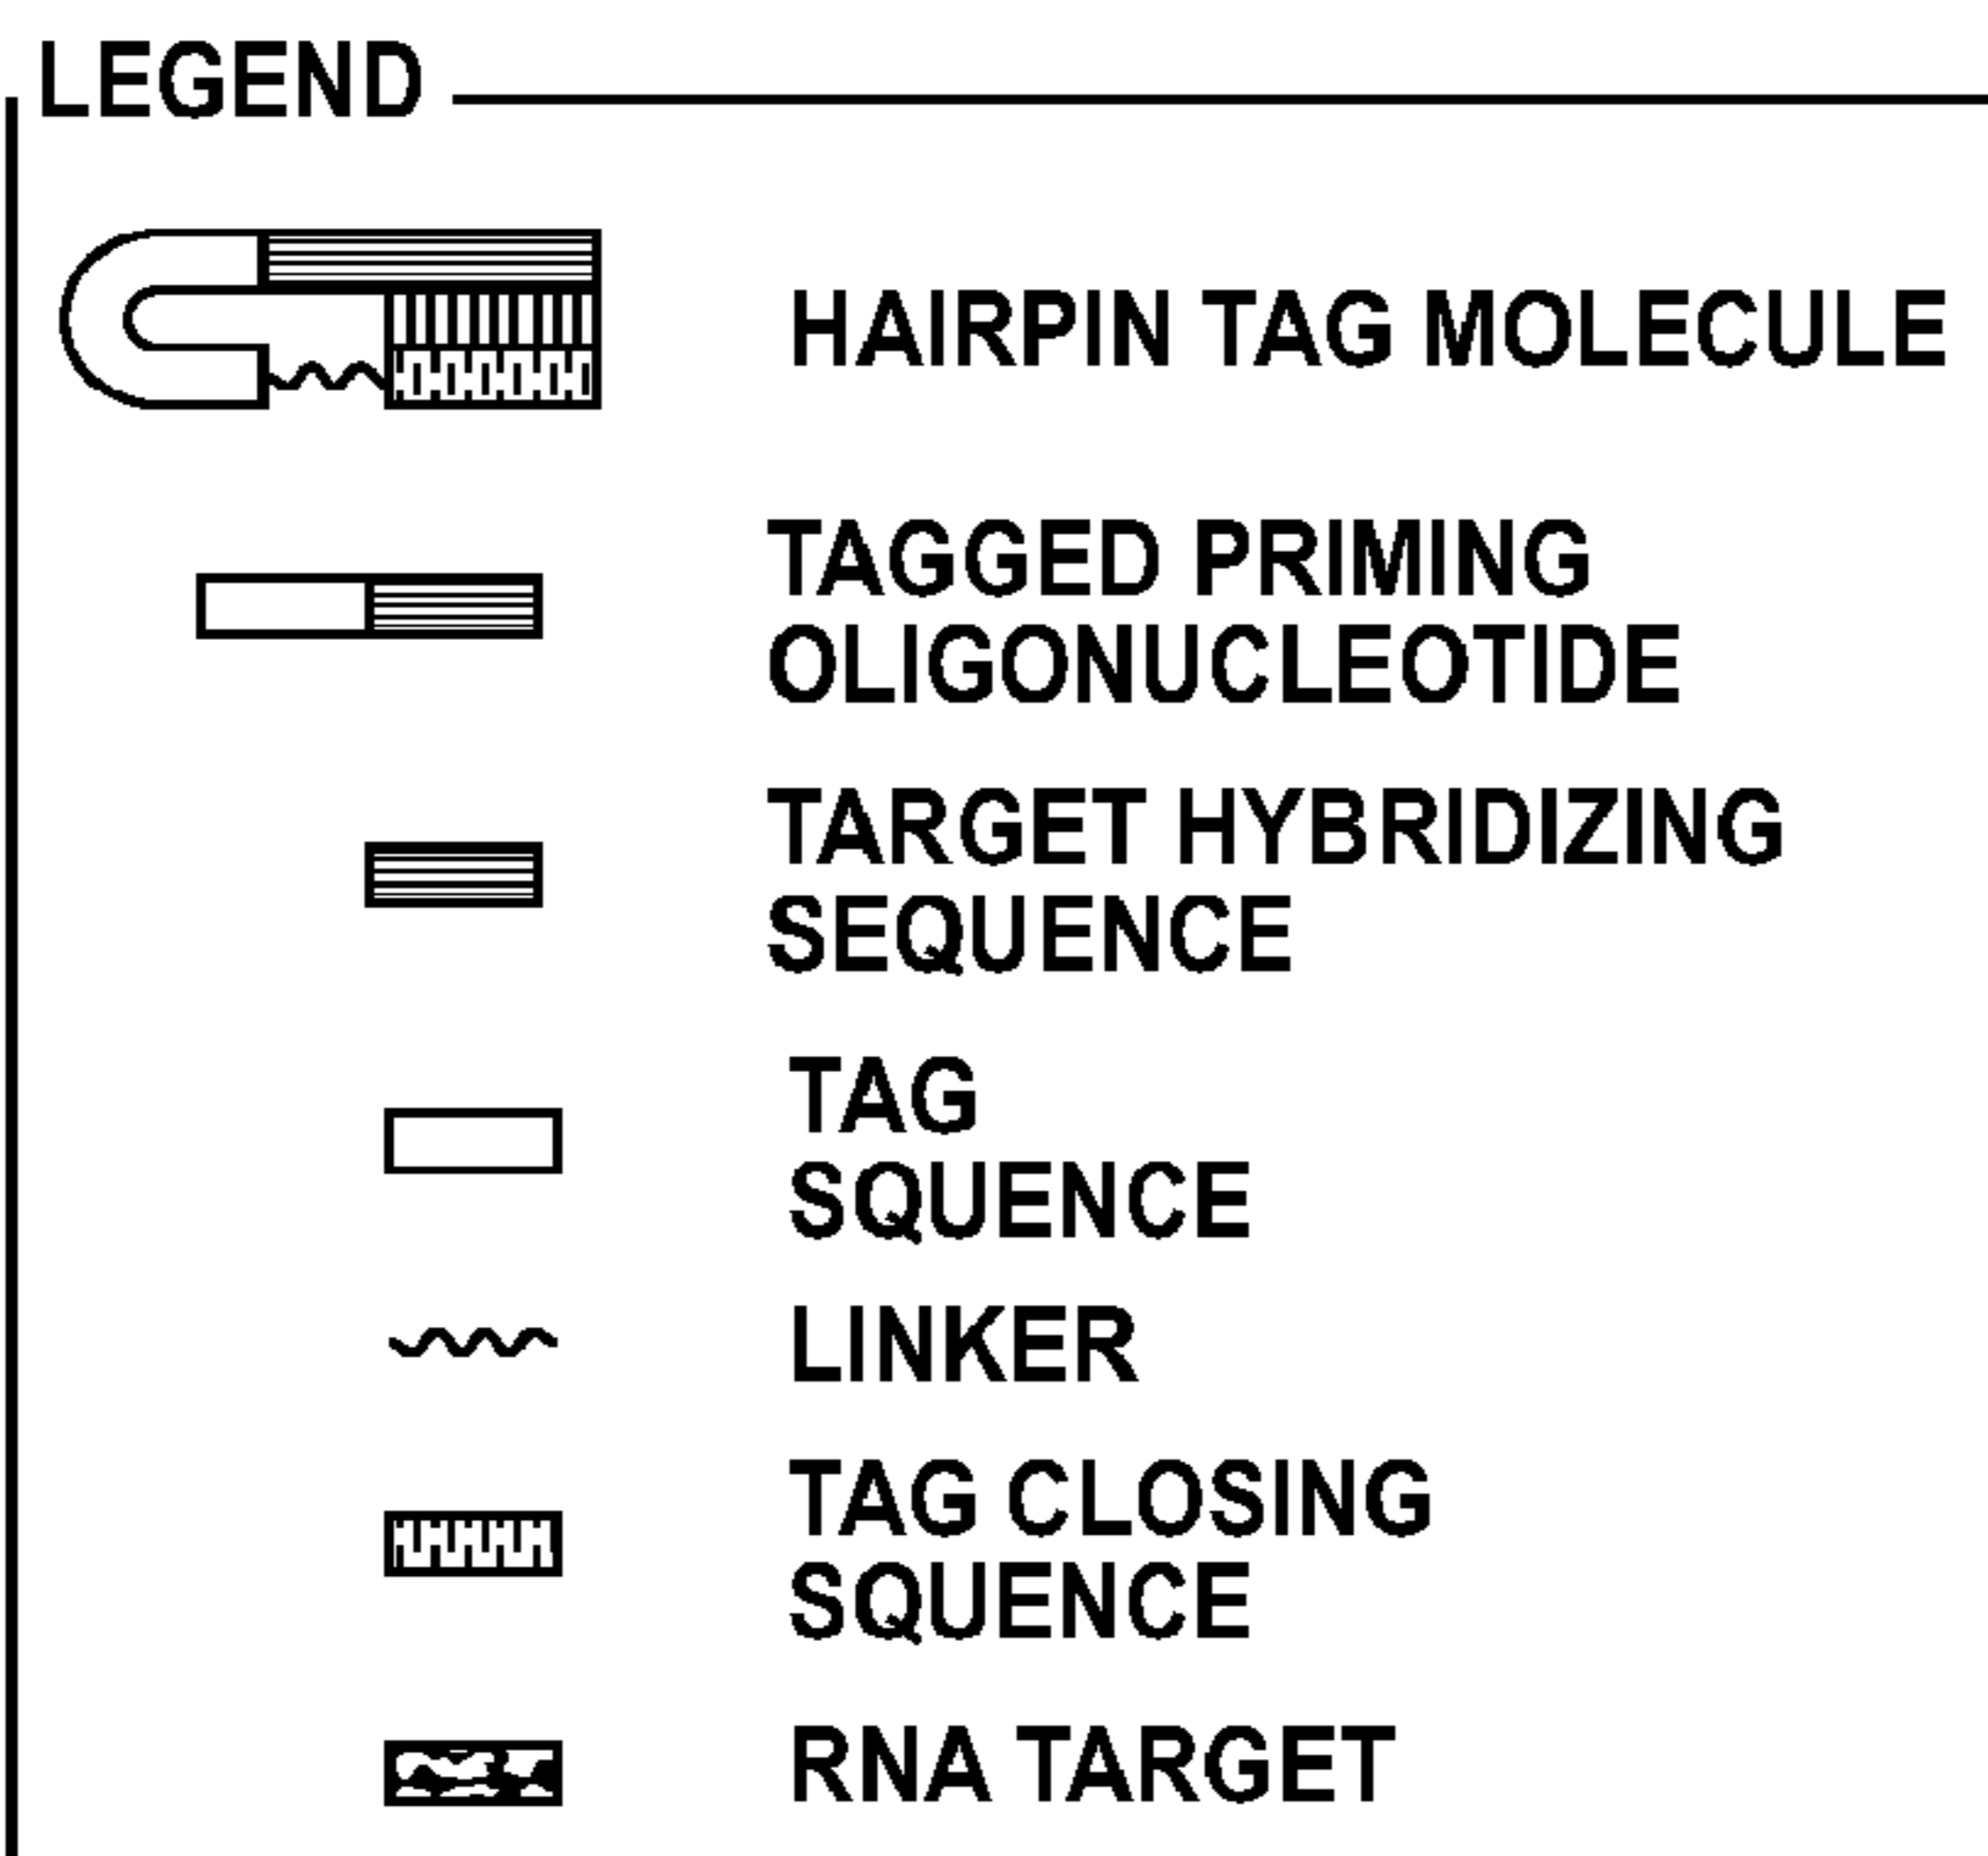 LEGEND
HAIRPIN TAG MOLECULE
TAGGED PRIMING
OLIGONUCLEOTIDE
TARGET HYBRIDIZING
SEQUENCE
TAG
SQUENCE
LINKER
TAG CLOSING
SQUENCE
RNA TARGET